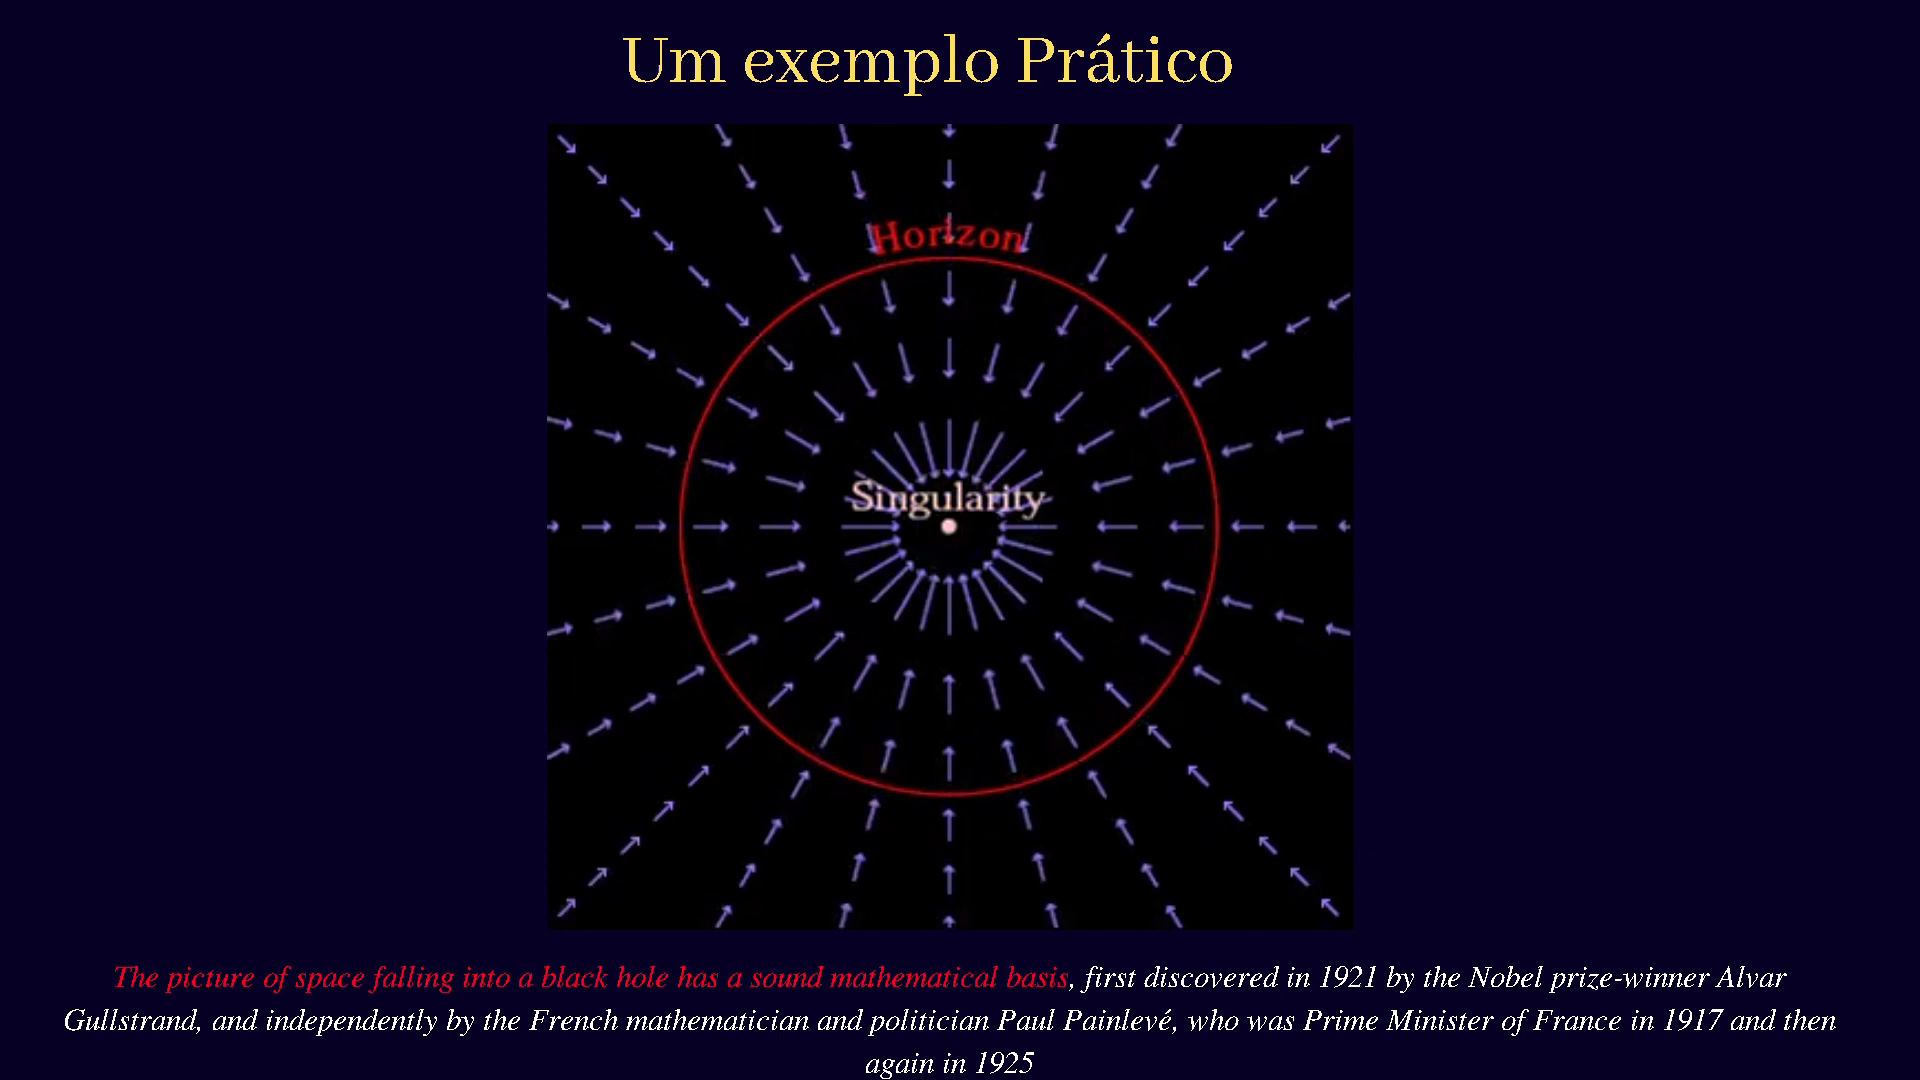 Um exemplo Prático
Horizon
Singularity
The picture of space falling into a black hole has a sound mathematical basis, first discovered in 1921 by the Nobel prize-winner Alvar
Gullstrand, and independently by the French mathematician and politician Paul Painlevé, who was Prime Minister of France in 1917 and then
again in 1925